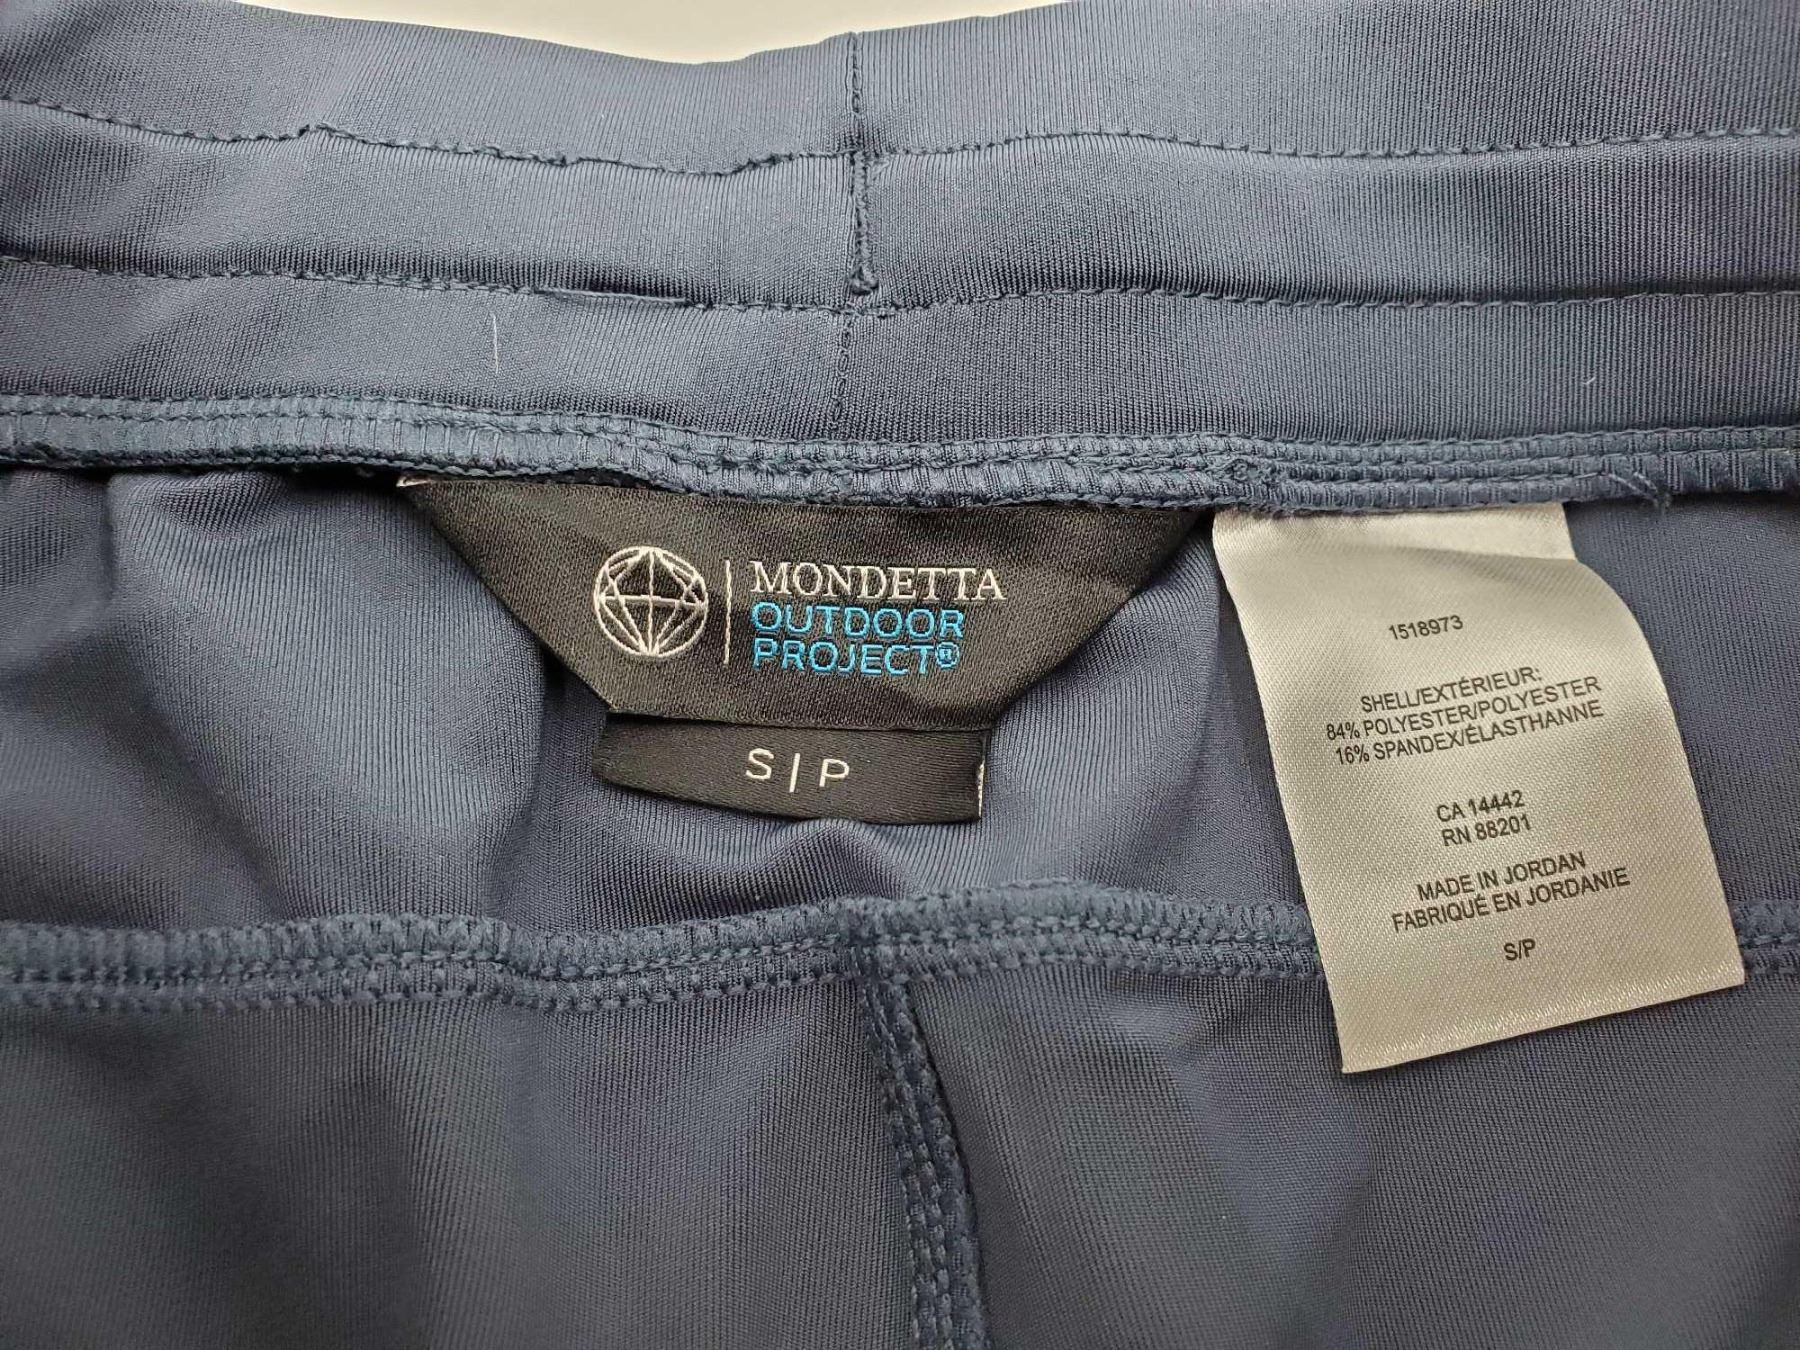 MONDETTA
OUTDOOR
PROJECT®
S|P
1518973
SHELL/EXTÉRIEUR:
84% POLYESTER/POLYESTER
16% SPANDEX/ÉLASTHANNE
CA 14442
RN 88201
MADE IN JORDAN
FABRIQUÉ EN JORDANIE
S/P